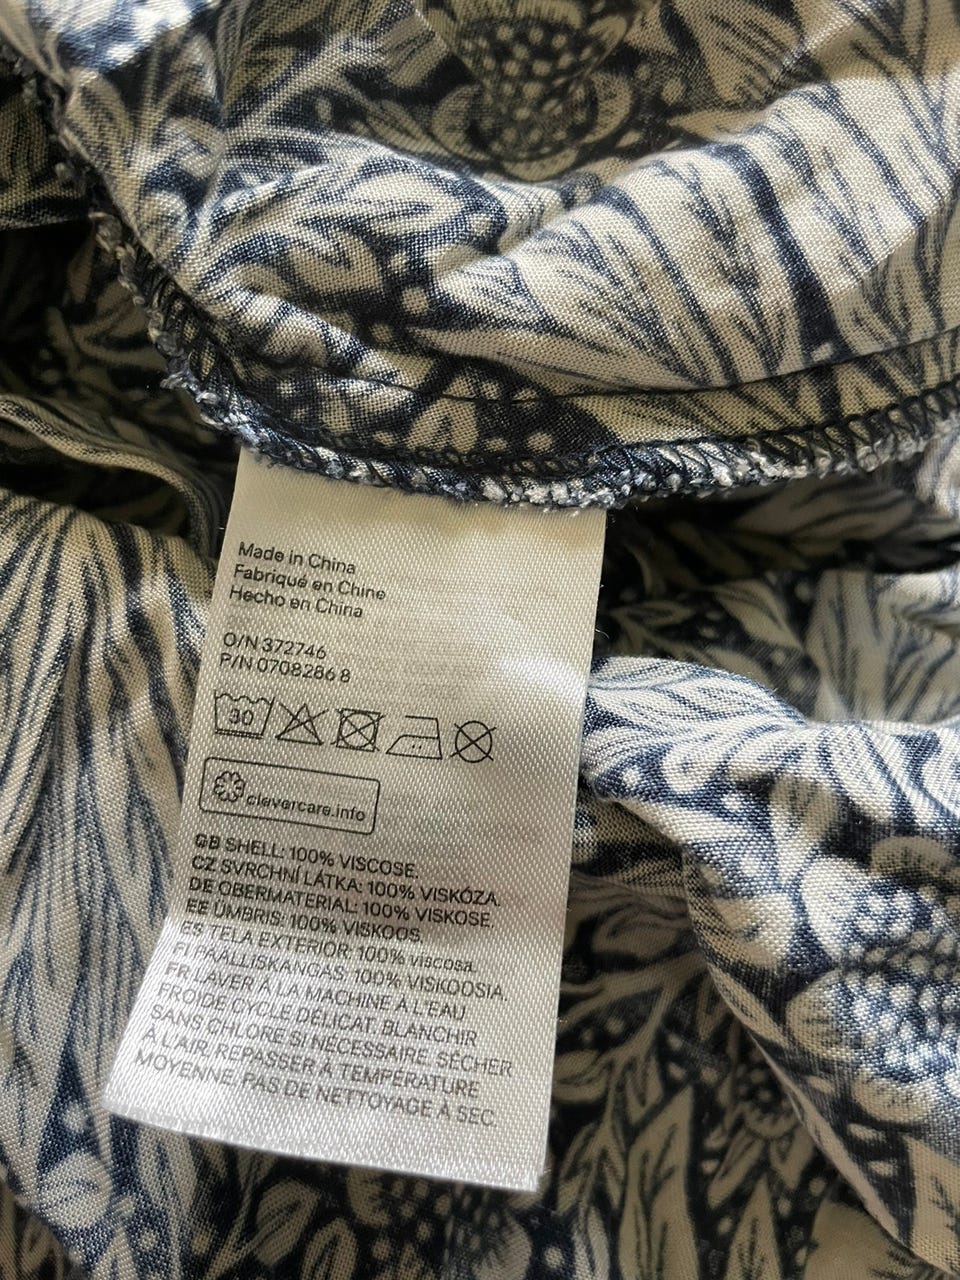 Made in China
Fabriqué en Chine
Hecho en China
O/N 372746
P/N 0708286 8
30
clevercare.info
GB SHELL: 100% VISCOSE.
CZ SVRCHNÍ LÁTKA: 100% VISKÓZA.
DE OBERMATERIAL: 100% VISKOSE.
EE ÜMBRIS: 100% VISKOOS.
ES TELA EXTERIOR: 100% viscosa.
FI PÄÄLLISKANGAS: 100% VISKOOSIA.
FR LAVER À LA MACHINE À L'EAU
FROIDE CYCLE DÉLICAT. BLANCHIR
SANS CHLORE SI NÉCESSAIRE. SÉCHER
À L'AIR. REPASSER À TEMPÉRATURE
MOYENNE. PAS DE NETTOYAGE À SEC.